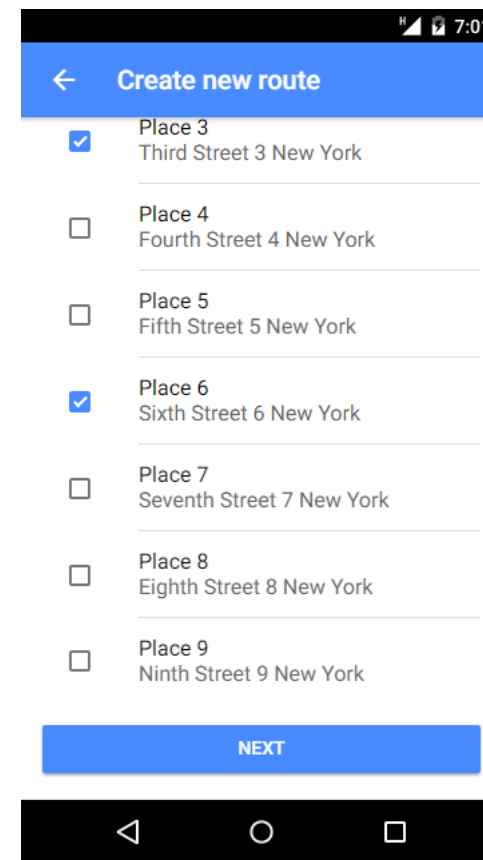 H 7:01
Create new route
Place 3
Third Street 3 New York
Place 4
Fourth Street 4 New York
Place 5
Fifth Street 5 New York
Place 6
Sixth Street 6 New York
Place 7
Seventh Street 7 New York
Place 8
Eighth Street 8 New York
Place 9
Ninth Street 9 New York
NEXT